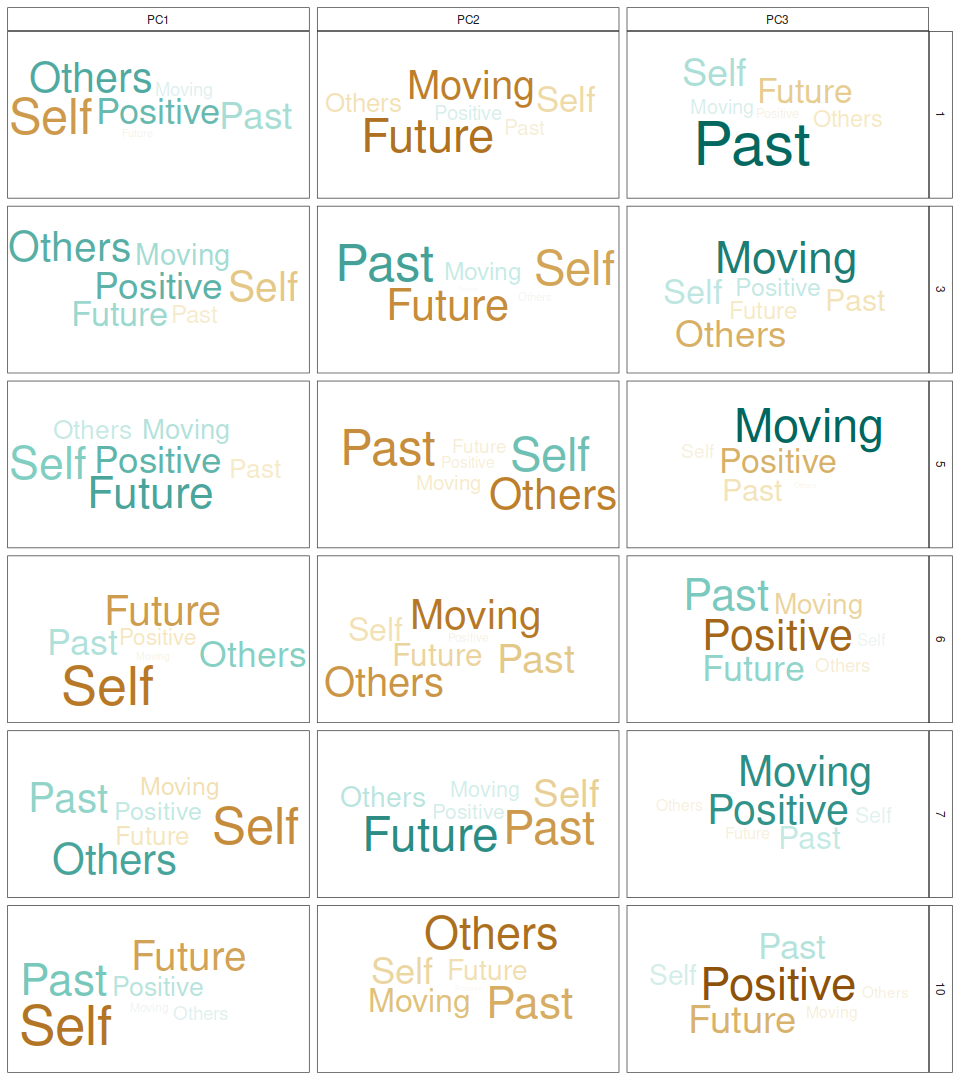 PC1 PC2 PC3
Others Moving
Self Positive Past
Future
Moving
Others Self
Positive
Future Past
Self
Future
Moving Positive
Others
Past
1
Others Moving
Positive Self
Future Past
Past Moving Self
Future Others
Moving
Self Positive
Future Past
Others
3
Others Moving
Self Positive Past
Future
Past Future Self
Positive
Moving Others
Moving
Self Positive
Past Others
5
Future
Past Positive
Moving Others
Self
Moving
Self Positive
Future Past
Others
Past Moving
Positive Self
Future Others
6
Past Moving
Positive Self
Future
Others
Others Moving Self
Positive
Future Past
Moving
Others Positive Self
Future Past
7
Future
Past Positive
Self Moving Others
Others
Self Future
Moving Past
Past
Self Positive Others
Future Moving
10